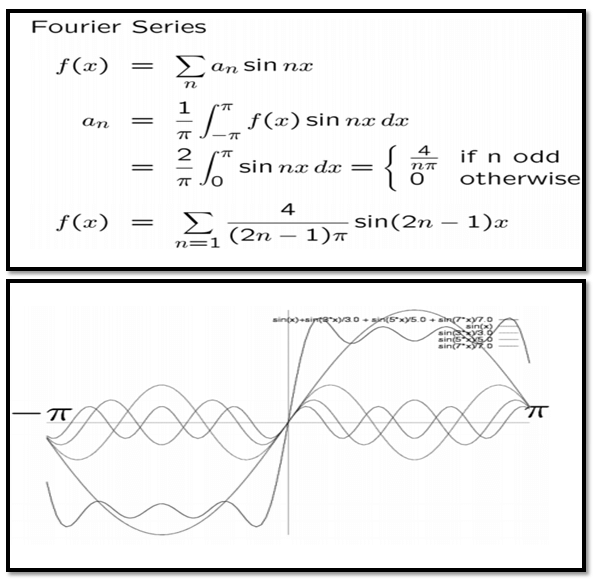 Fourier Series
f(x) = ∑_n a_n sin nx
a_n = 1/π ∫_{-π}^{π} f(x) sin nx dx
= 2/π ∫_0^π sin nx dx = { 4/(nπ) if n odd
0 otherwise
f(x) = ∑_{n=1} 4/((2n − 1)π) sin(2n − 1)x
sin(x)+sin(3*x)/3.0 + sin(5*x)/5.0 + sin(7*x)/7.0
sin(x)
sin(3*x)/3.0
sin(5*x)/5.0
sin(7*x)/7.0
−π
π